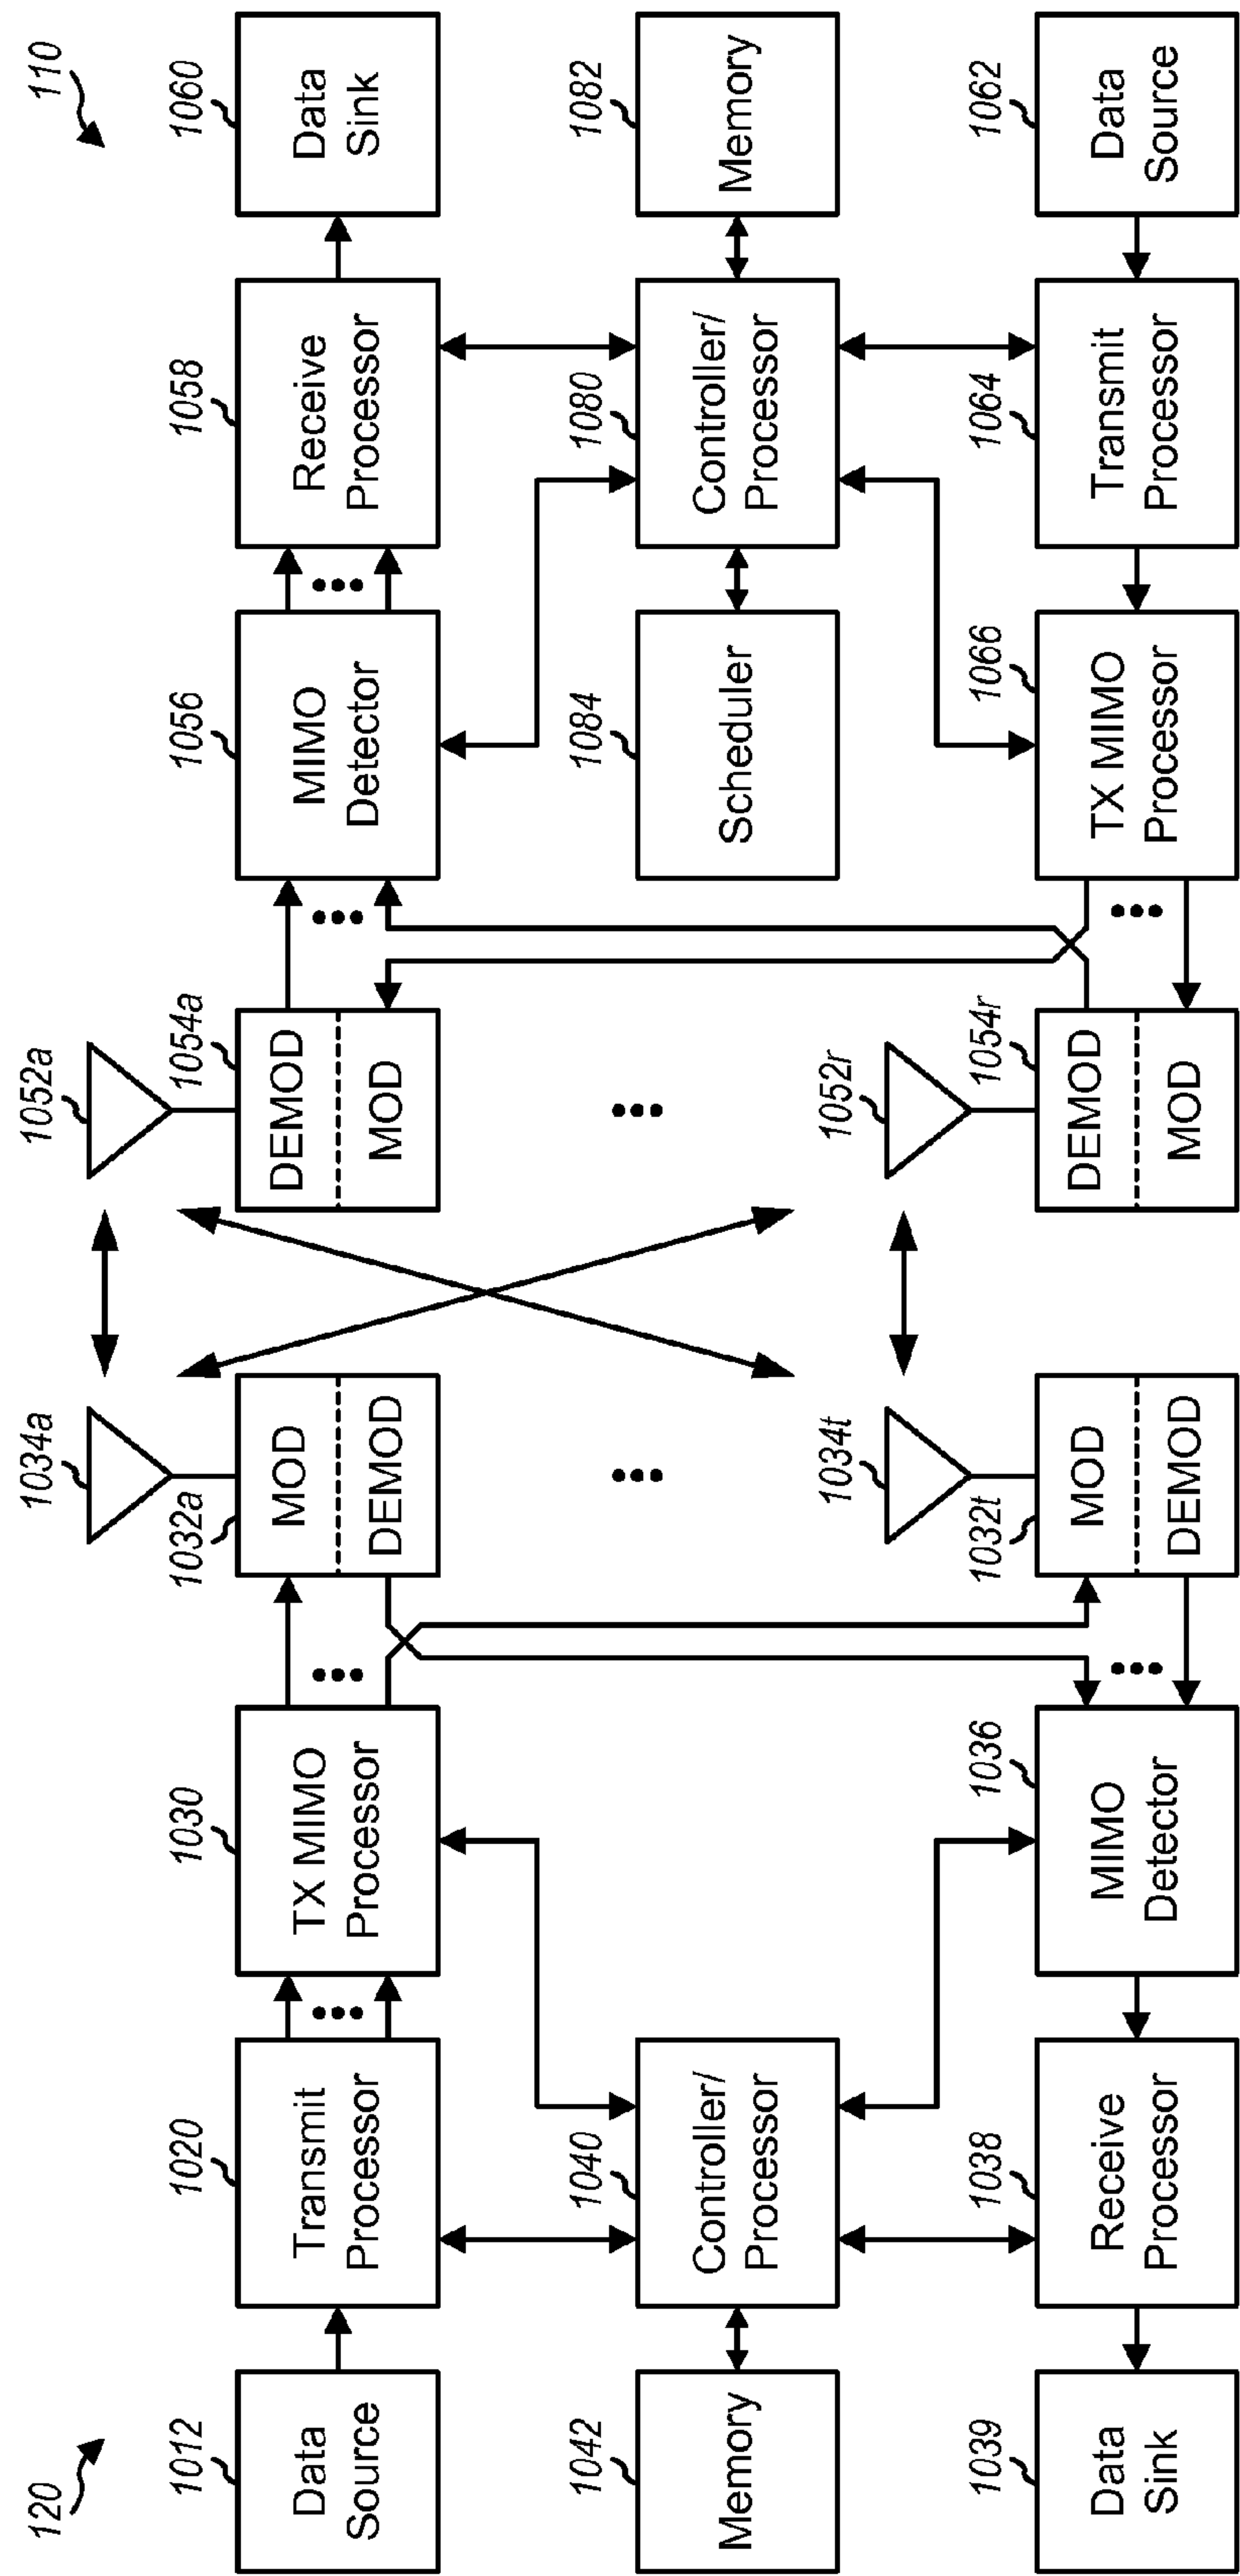 120
110
1012
Data
Source
1020
Transmit
Processor
1030
TX MIMO
Processor
1034a
1032a
MOD
DEMOD
1052a
1054a
DEMOD
MOD
1056
MIMO
Detector
1058
Receive
Processor
1060
Data
Sink
1042
Memory
1040
Controller/
Processor
1084
Scheduler
1080
Controller/
Processor
1082
Memory
1039
Data
Sink
1038
Receive
Processor
1036
MIMO
Detector
1034t
1032t
MOD
DEMOD
1052r
1054r
DEMOD
MOD
1066
TX MIMO
Processor
1064
Transmit
Processor
1062
Data
Source